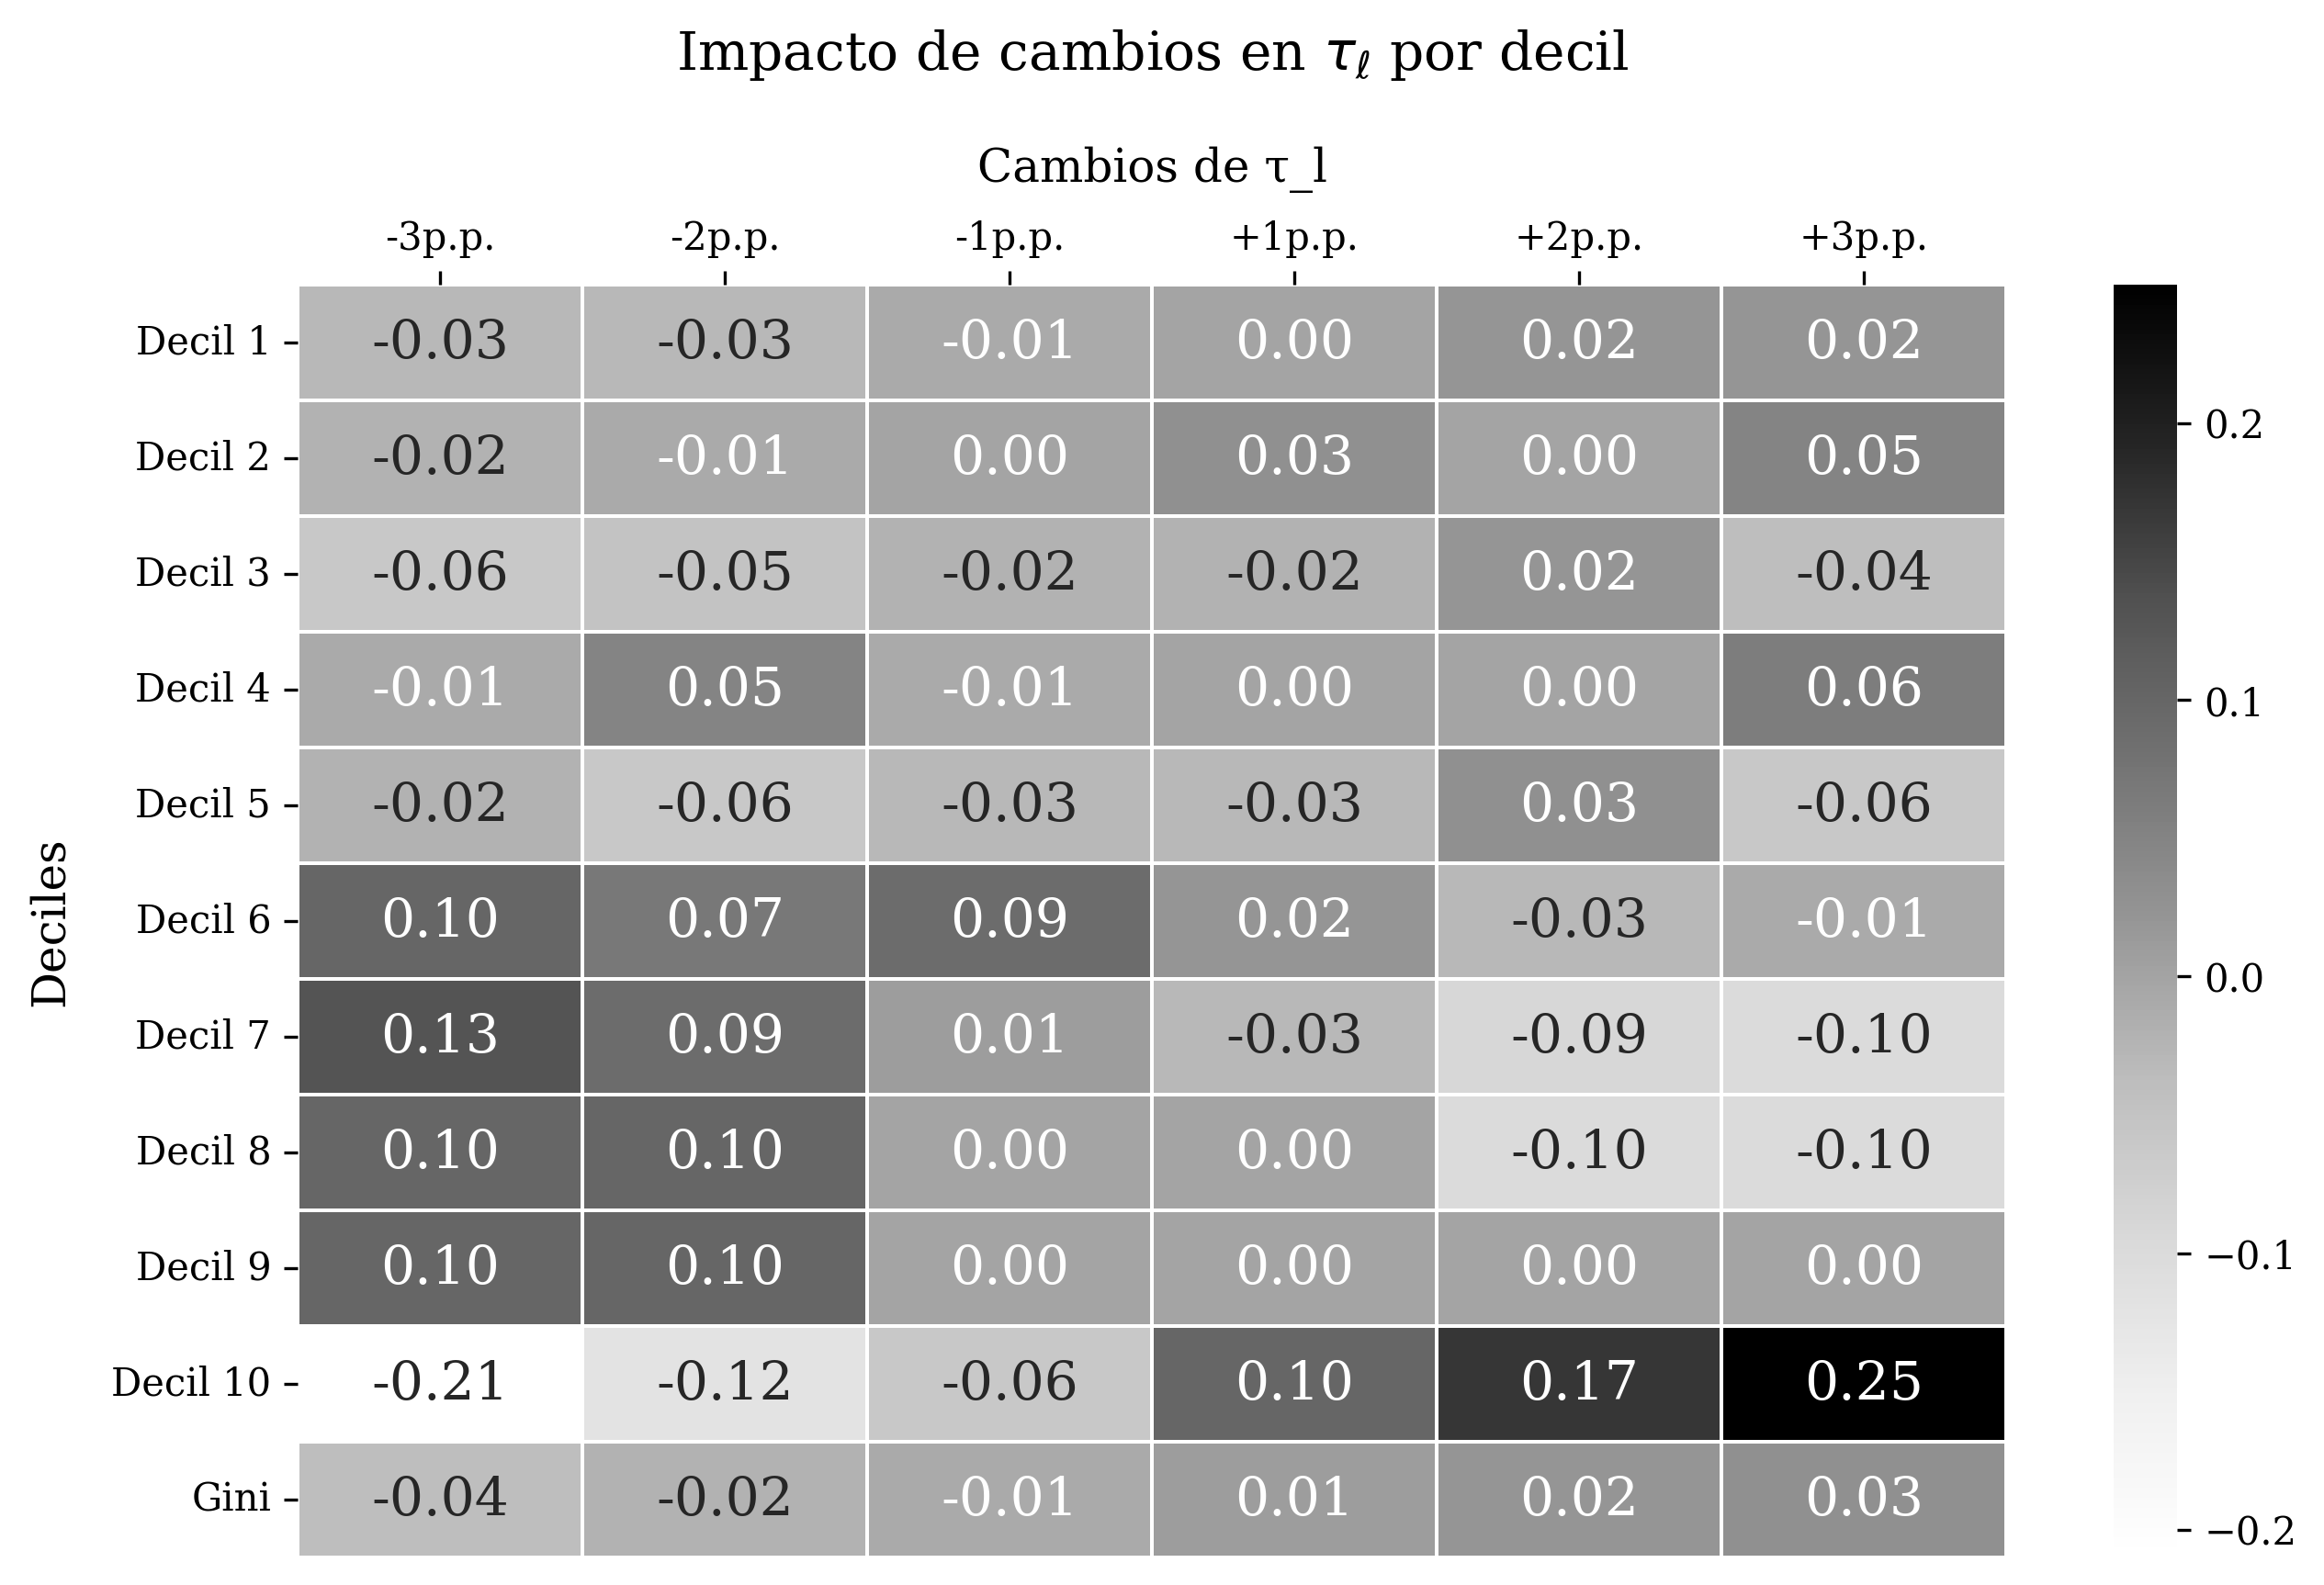 Impacto de cambios en τℓ por decil
Cambios de τ_l
-3p.p. -2p.p. -1p.p. +1p.p. +2p.p. +3p.p.
Decil 1 -0.03 -0.03 -0.01 0.00 0.02 0.02
Decil 2 -0.02 -0.01 0.00 0.03 0.00 0.05
Decil 3 -0.06 -0.05 -0.02 -0.02 0.02 -0.04
Decil 4 -0.01 0.05 -0.01 0.00 0.00 0.06
Decil 5 -0.02 -0.06 -0.03 -0.03 0.03 -0.06
Decil 6 0.10 0.07 0.09 0.02 -0.03 -0.01
Decil 7 0.13 0.09 0.01 -0.03 -0.09 -0.10
Decil 8 0.10 0.10 0.00 0.00 -0.10 -0.10
Decil 9 0.10 0.10 0.00 0.00 0.00 0.00
Decil 10 -0.21 -0.12 -0.06 0.10 0.17 0.25
Gini -0.04 -0.02 -0.01 0.01 0.02 0.03
Deciles
0.2
0.1
0.0
−0.1
−0.2